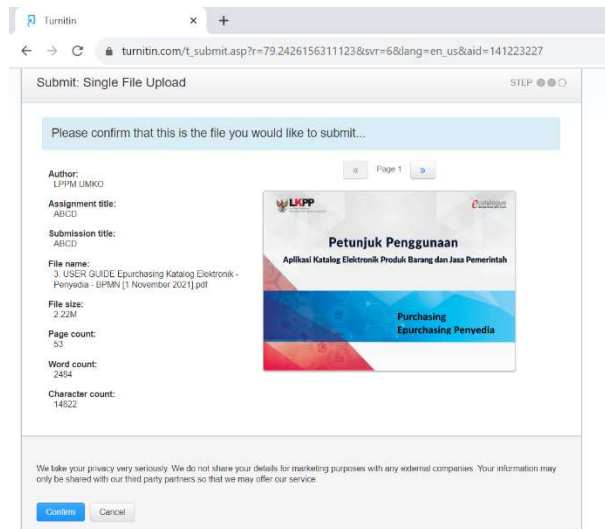 Turnitin
turnitin.com/t_submit.asp?r=79.2426156311123&svr=6&lang=en_us&aid=141223227
Submit: Single File Upload
STEP
Please confirm that this is the file you would like to submit...
Author:
LPPM UMKO
Assignment title:
ABCD
Submission title:
ABCD
File name:
3. USER GUIDE Epurchasing Katalog Elektronik -
Penyedia - BPMN [1 November 2021].pdf
File size:
2.22M
Page count:
53
Word count:
2484
Character count:
14822
« Page 1 »
LKPP
Petunjuk Penggunaan
Aplikasi Katalog Elektronik Produk Barang dan Jasa Pemerintah
Purchasing
Epurchasing Penyedia
We take your privacy very seriously. We do not share your details for marketing purposes with any external companies. Your information may
only be shared with our third party partners so that we may offer our service.
Confirm Cancel